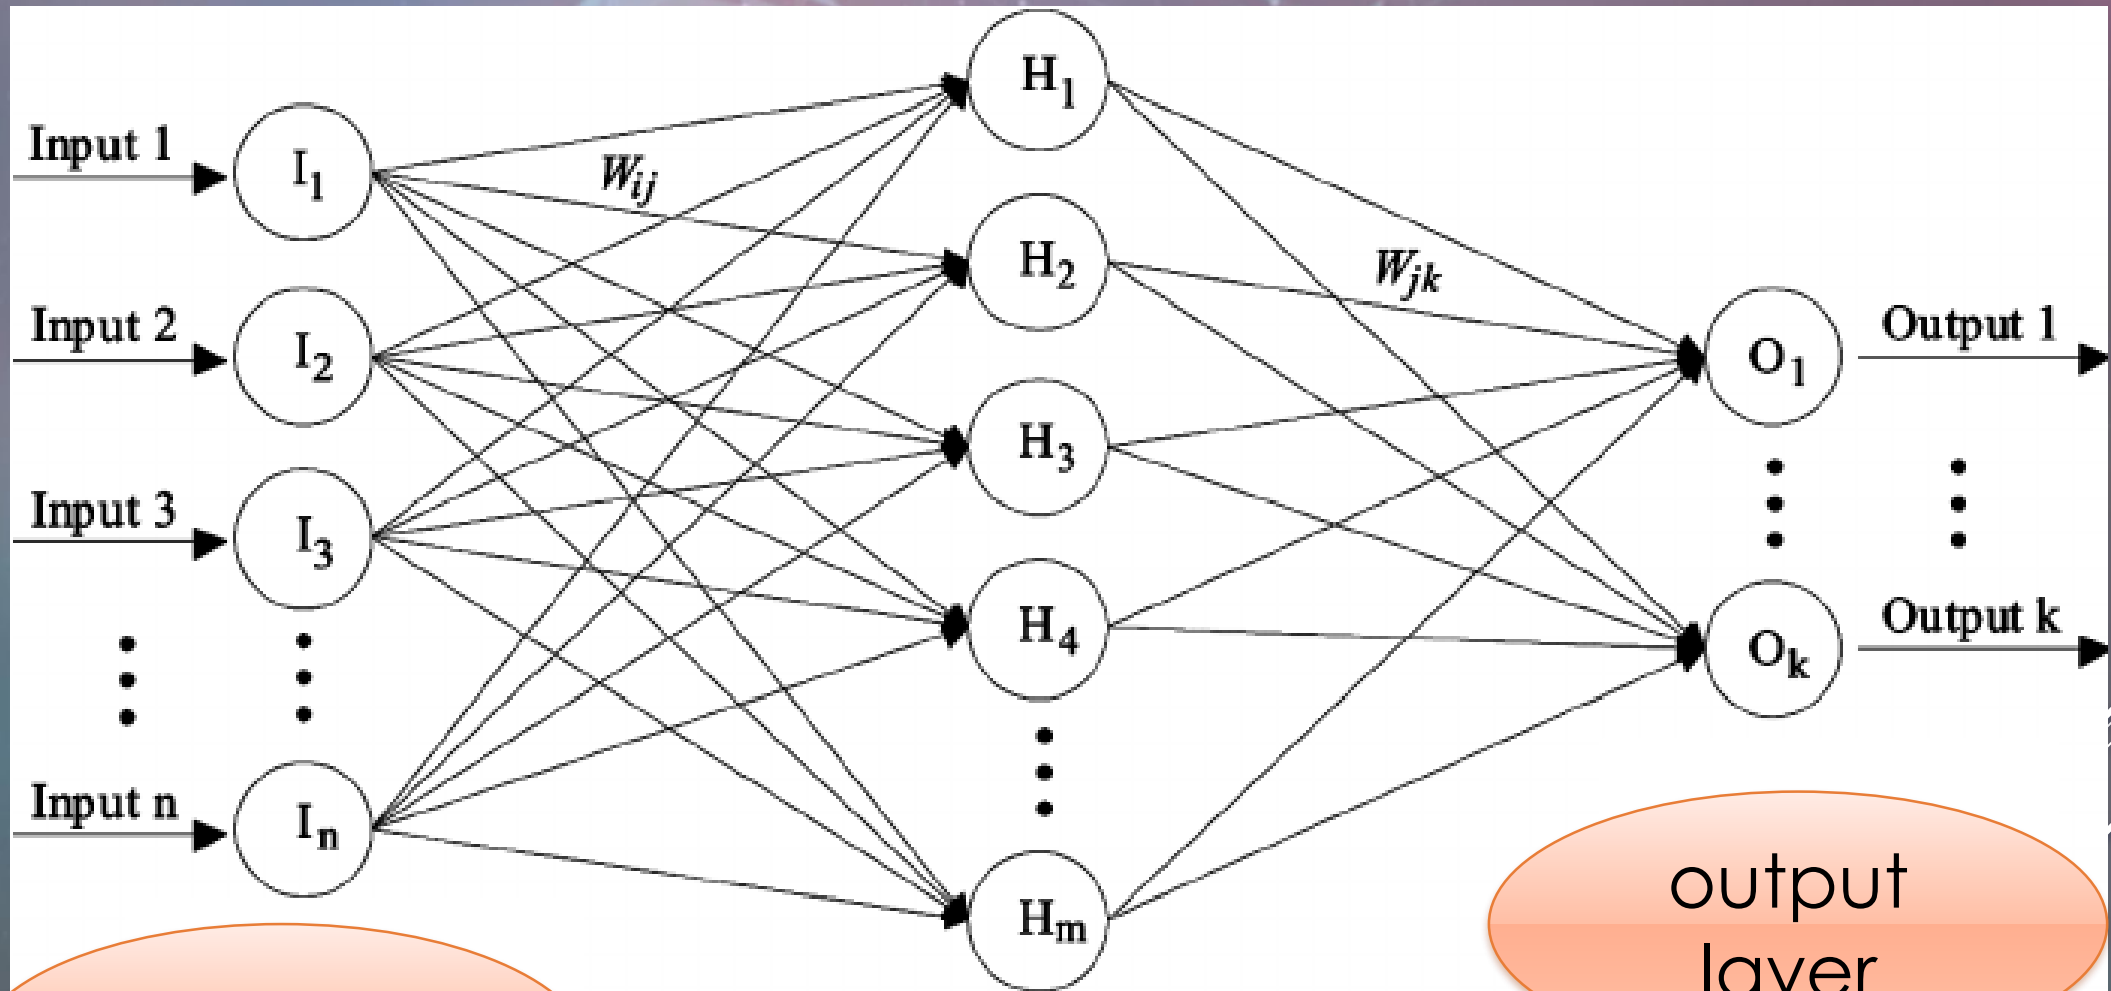 Input 1
Input 2
Input 3
Input n
I1
I2
I3
In
Wij
H1
H2
H3
H4
Hm
Wjk
O1
Ok
Output 1
Output k
output
layer